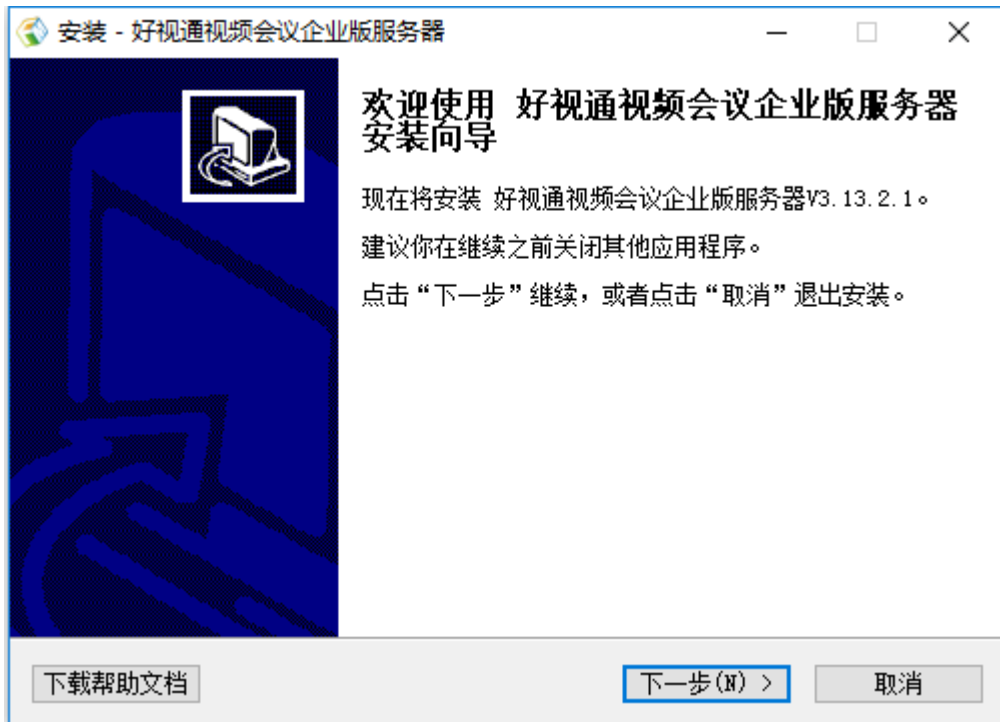 安装 - 好视通视频会议企业版服务器
欢迎使用 好视通视频会议企业版服务器
安装向导
现在将安装 好视通视频会议企业版服务器V3.13.2.1。
建议你在继续之前关闭其他应用程序。
点击“下一步”继续，或者点击“取消”退出安装。
下载帮助文档
下一步(N) >
取消